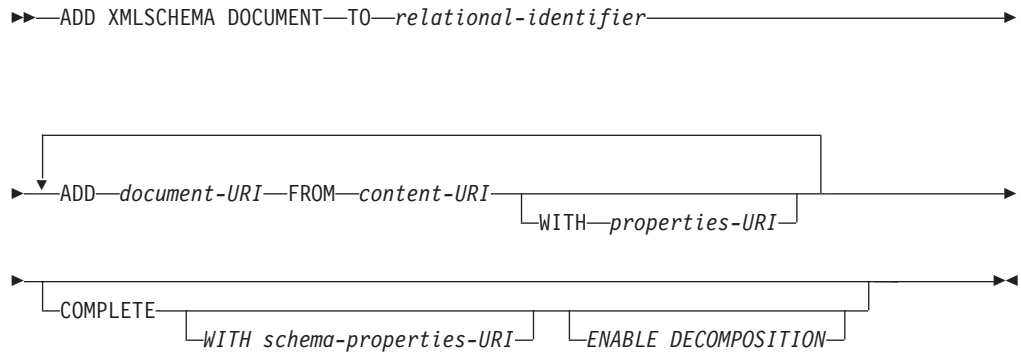 ADD XMLSCHEMA DOCUMENT TO relational-identifier
ADD document-URI FROM content-URI
WITH properties-URI
COMPLETE
WITH schema-properties-URI ENABLE DECOMPOSITION